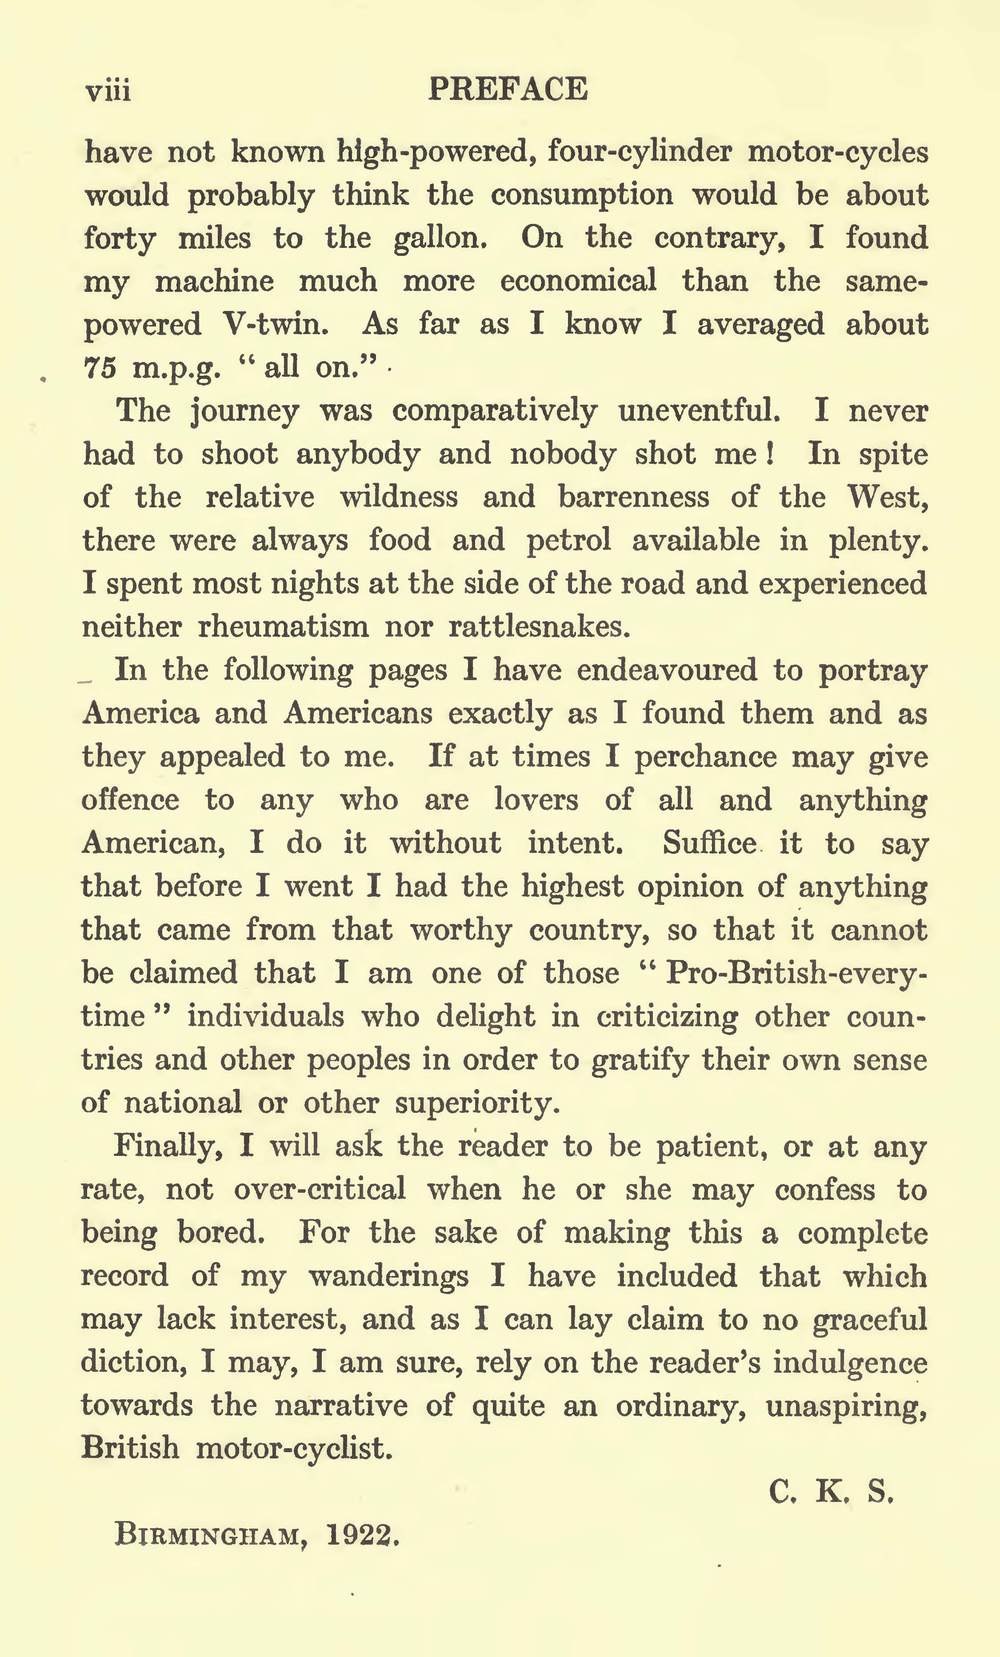 viii PREFACE
have not known high-powered, four-cylinder motor-cycles
would probably think the consumption would be about
forty miles to the gallon. On the contrary, I found
my machine much more economical than the same-
powered V-twin. As far as I know I averaged about
75 m.p.g. “ all on.”
The journey was comparatively uneventful. I never
had to shoot anybody and nobody shot me ! In spite
of the relative wildness and barrenness of the West,
there were always food and petrol available in plenty.
I spent most nights at the side of the road and experienced
neither rheumatism nor rattlesnakes.
In the following pages I have endeavoured to portray
America and Americans exactly as I found them and as
they appealed to me. If at times I perchance may give
offence to any who are lovers of all and anything
American, I do it without intent. Suffice it to say
that before I went I had the highest opinion of anything
that came from that worthy country, so that it cannot
be claimed that I am one of those “ Pro-British-every-
time ” individuals who delight in criticizing other coun-
tries and other peoples in order to gratify their own sense
of national or other superiority.
Finally, I will ask the reader to be patient, or at any
rate, not over-critical when he or she may confess to
being bored. For the sake of making this a complete
record of my wanderings I have included that which
may lack interest, and as I can lay claim to no graceful
diction, I may, I am sure, rely on the reader’s indulgence
towards the narrative of quite an ordinary, unaspiring,
British motor-cyclist.
C. K. S.
BIRMINGHAM, 1922.